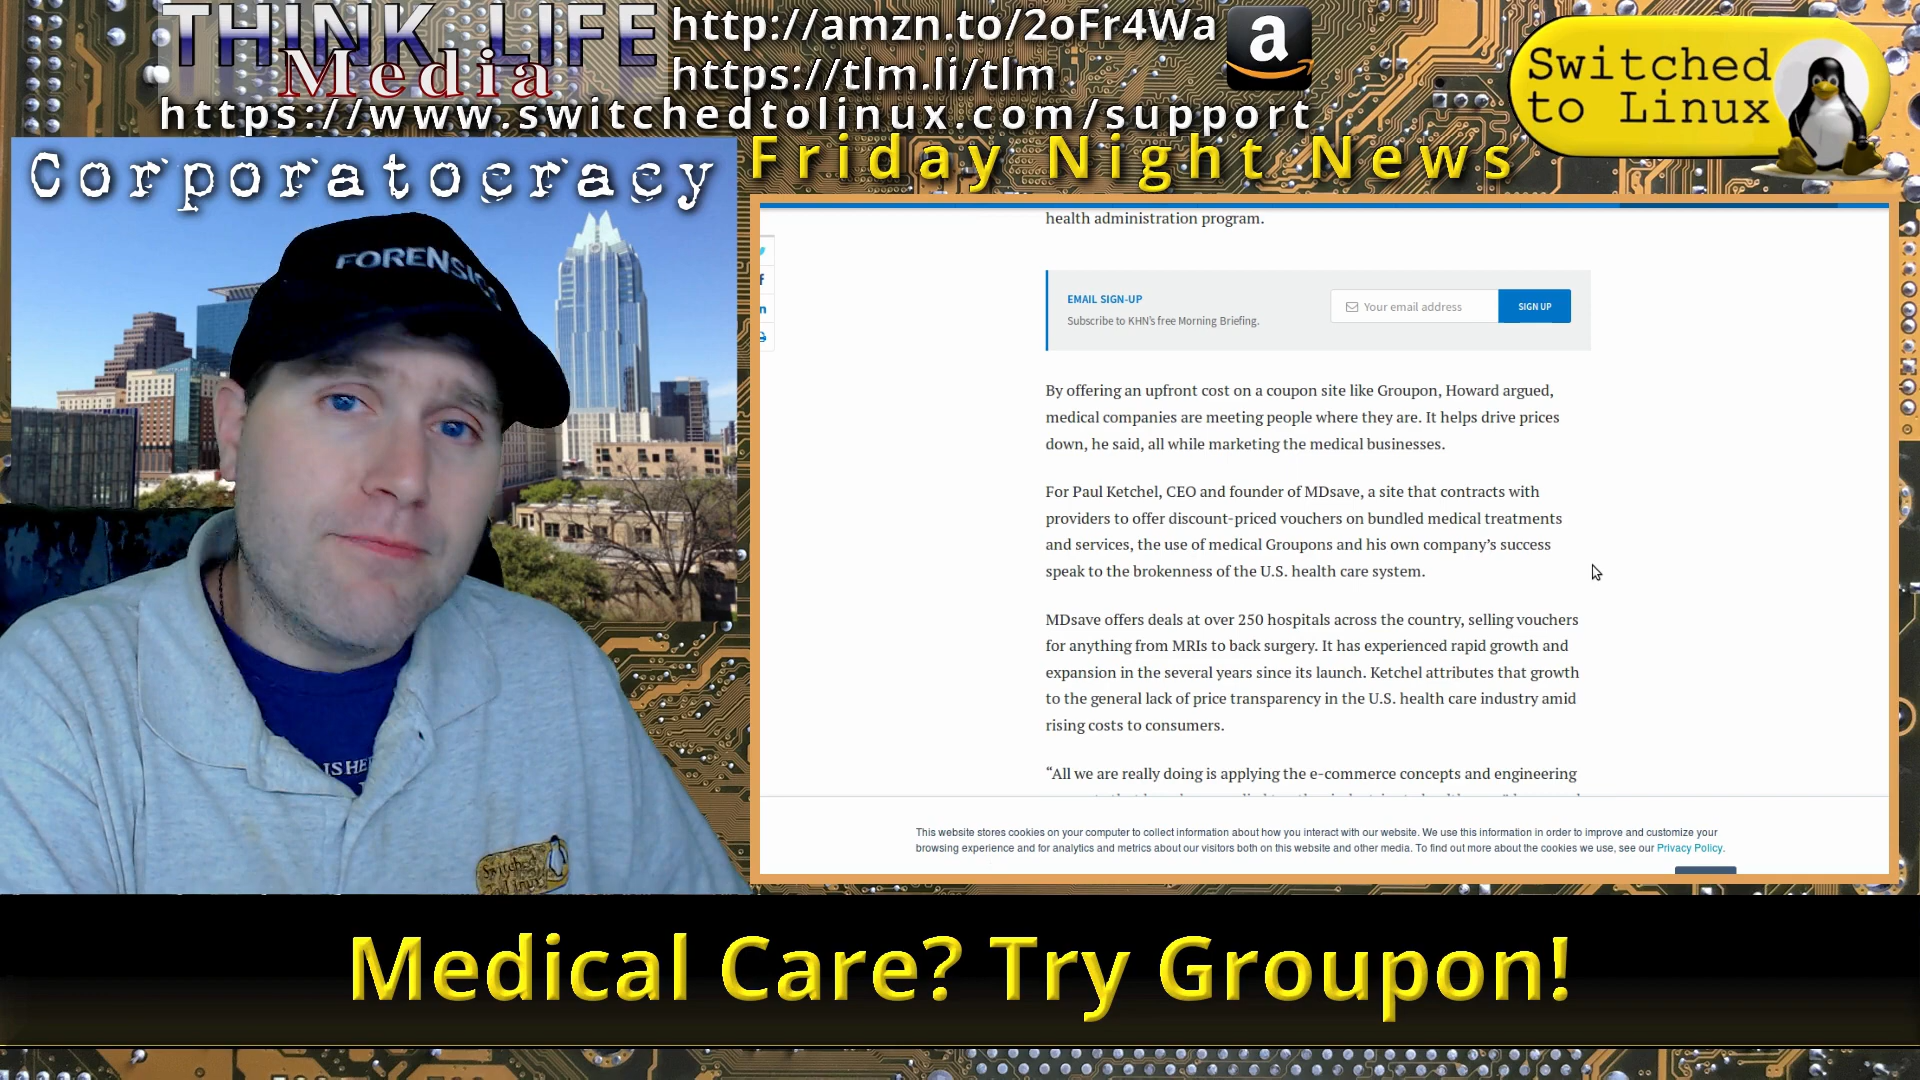 THINK LIFE
Media
http://amzn.to/2oFr4Wa
https://tlm.li/tlm
https://www.switchedtolinux.com/support
a
Switched
to Linux
Corporatocracy
Friday Night News
FORENSICS
Switched
to Linux
health administration program.
EMAIL SIGN-UP
Subscribe to KHN's free Morning Briefing.
Your email address
SIGN UP
By offering an upfront cost on a coupon site like Groupon, Howard argued,
medical companies are meeting people where they are. It helps drive prices
down, he said, all while marketing the medical businesses.
For Paul Ketchel, CEO and founder of MDsave, a site that contracts with
providers to offer discount-priced vouchers on bundled medical treatments
and services, the use of medical Groupons and his own company’s success
speak to the brokenness of the U.S. health care system.
MDsave offers deals at over 250 hospitals across the country, selling vouchers
for anything from MRIs to back surgery. It has experienced rapid growth and
expansion in the several years since its launch. Ketchel attributes that growth
to the general lack of price transparency in the U.S. health care industry amid
rising costs to consumers.
“All we are really doing is applying the e-commerce concepts and engineering
This website stores cookies on your computer to collect information about how you interact with our website. We use this information in order to improve and customize your
browsing experience and for analytics and metrics about our visitors both on this website and other media. To find out more about the cookies we use, see our Privacy Policy.
Medical Care? Try Groupon!